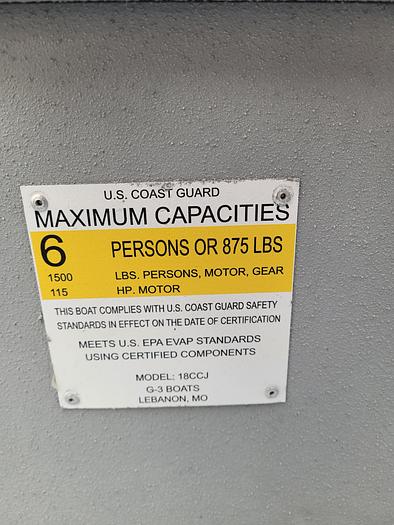 U.S. COAST GUARD
MAXIMUM CAPACITIES
6 PERSONS OR 875 LBS
1500 LBS. PERSONS, MOTOR, GEAR
115 HP. MOTOR
THIS BOAT COMPLIES WITH U.S. COAST GUARD SAFETY
STANDARDS IN EFFECT ON THE DATE OF CERTIFICATION
MEETS U.S. EPA EVAP STANDARDS
USING CERTIFIED COMPONENTS
MODEL: 18CCJ
G-3 BOATS
LEBANON, MO